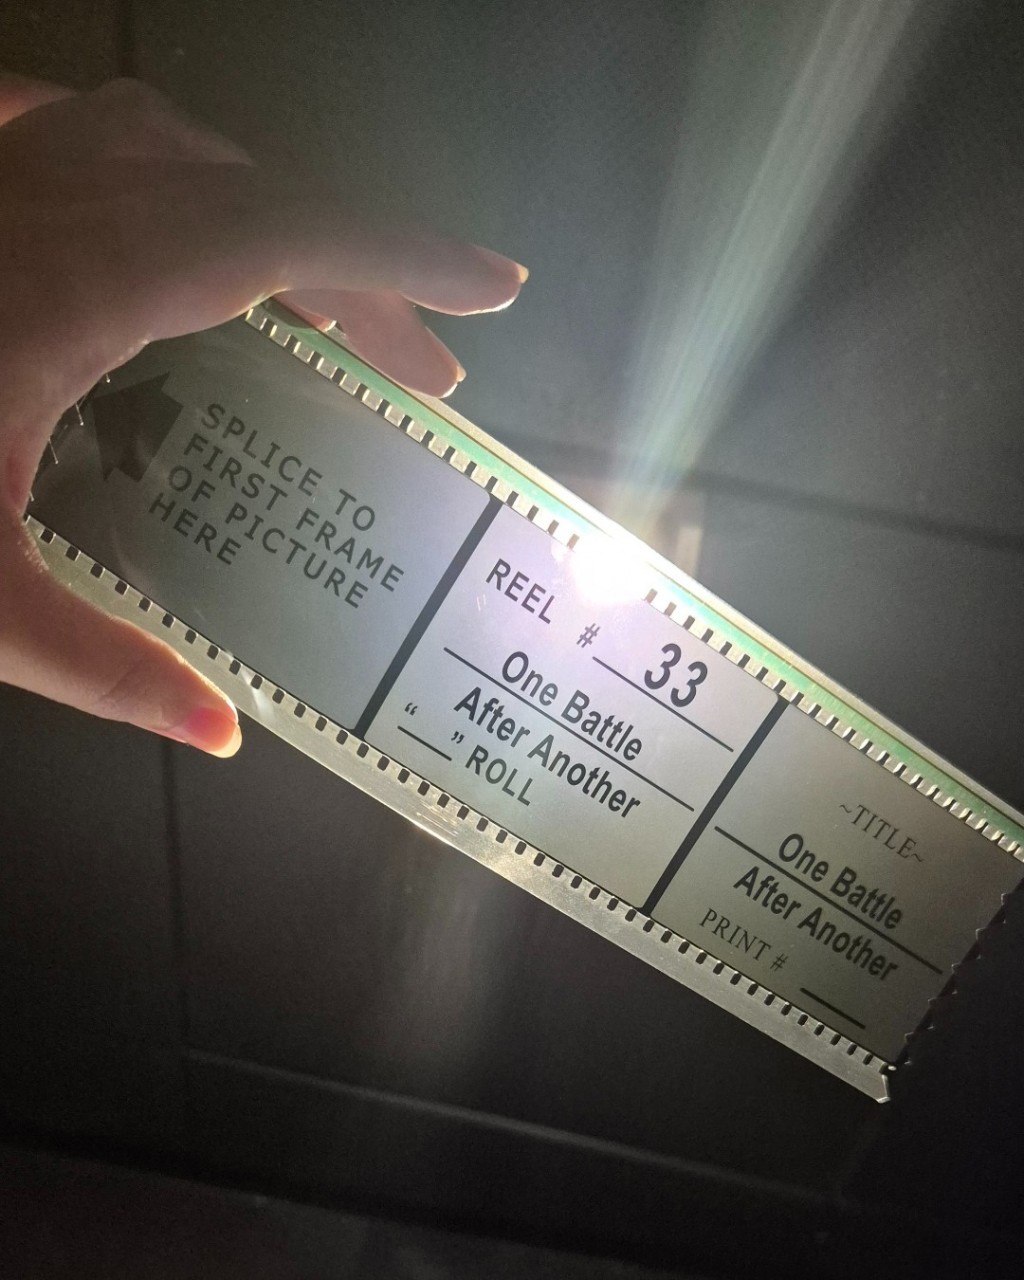 SPLICE TO
FIRST FRAME
OF PICTURE
HERE
REEL # 33
One Battle
After Another
“ ” ROLL
~TITLE~
One Battle
After Another
PRINT #